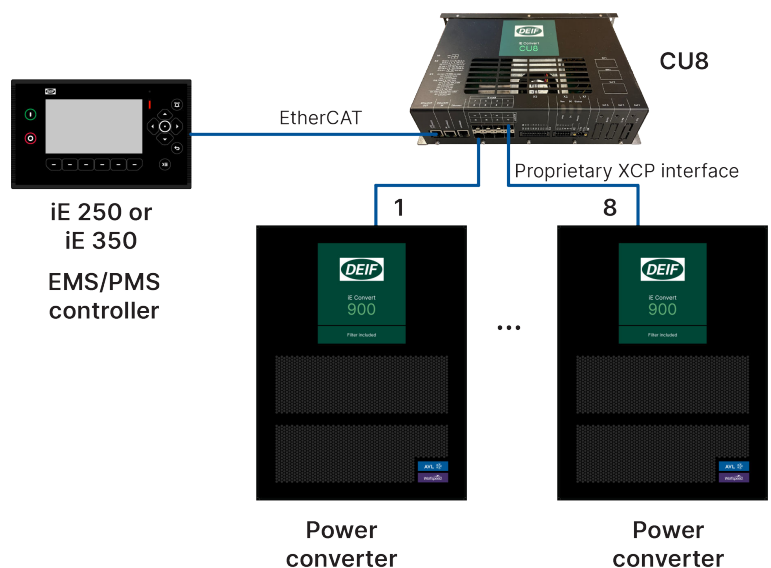 DEIF
iE Convert
CU8
CU8
DEIF
EtherCAT
Proprietary XCP interface
iE 250 or
iE 350
EMS/PMS
controller
1
8
DEIF
iE Convert
900
Filter included
...
DEIF
iE Convert
900
Filter included
AVL
AVL
Power
converter
Power
converter